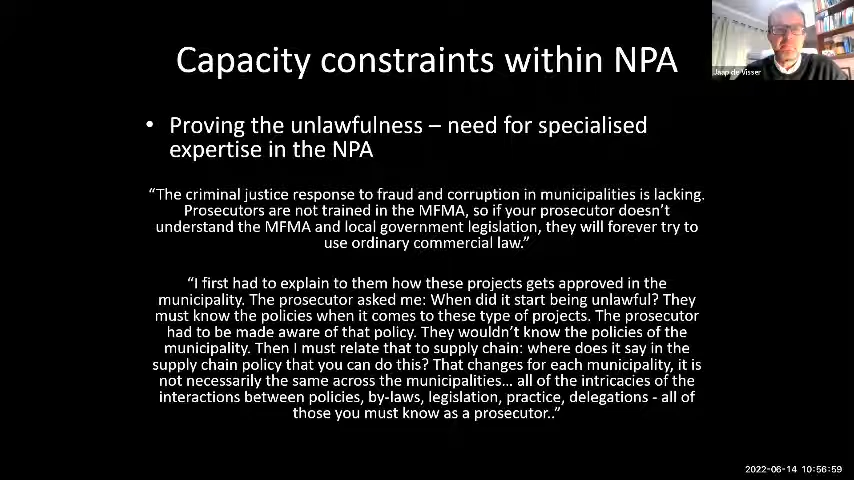 Capacity constraints within NPA
Jaap de Visser
• Proving the unlawfulness – need for specialised
expertise in the NPA
“The criminal justice response to fraud and corruption in municipalities is lacking.
Prosecutors are not trained in the MFMA, so if your prosecutor doesn’t
understand the MFMA and local government legislation, they will forever try to
use ordinary commercial law.”
“I first had to explain to them how these projects gets approved in the
municipality. The prosecutor asked me: When did it start being unlawful? They
must know the policies when it comes to these type of projects. The prosecutor
had to be made aware of that policy. They wouldn’t know the policies of the
municipality. Then I must relate that to supply chain: where does it say in the
supply chain policy that you can do this? That changes for each municipality, it is
not necessarily the same across the municipalities… all of the intricacies of the
interactions between policies, by-laws, legislation, practice, delegations - all of
those you must know as a prosecutor..”
2022-06-14 10:56:59